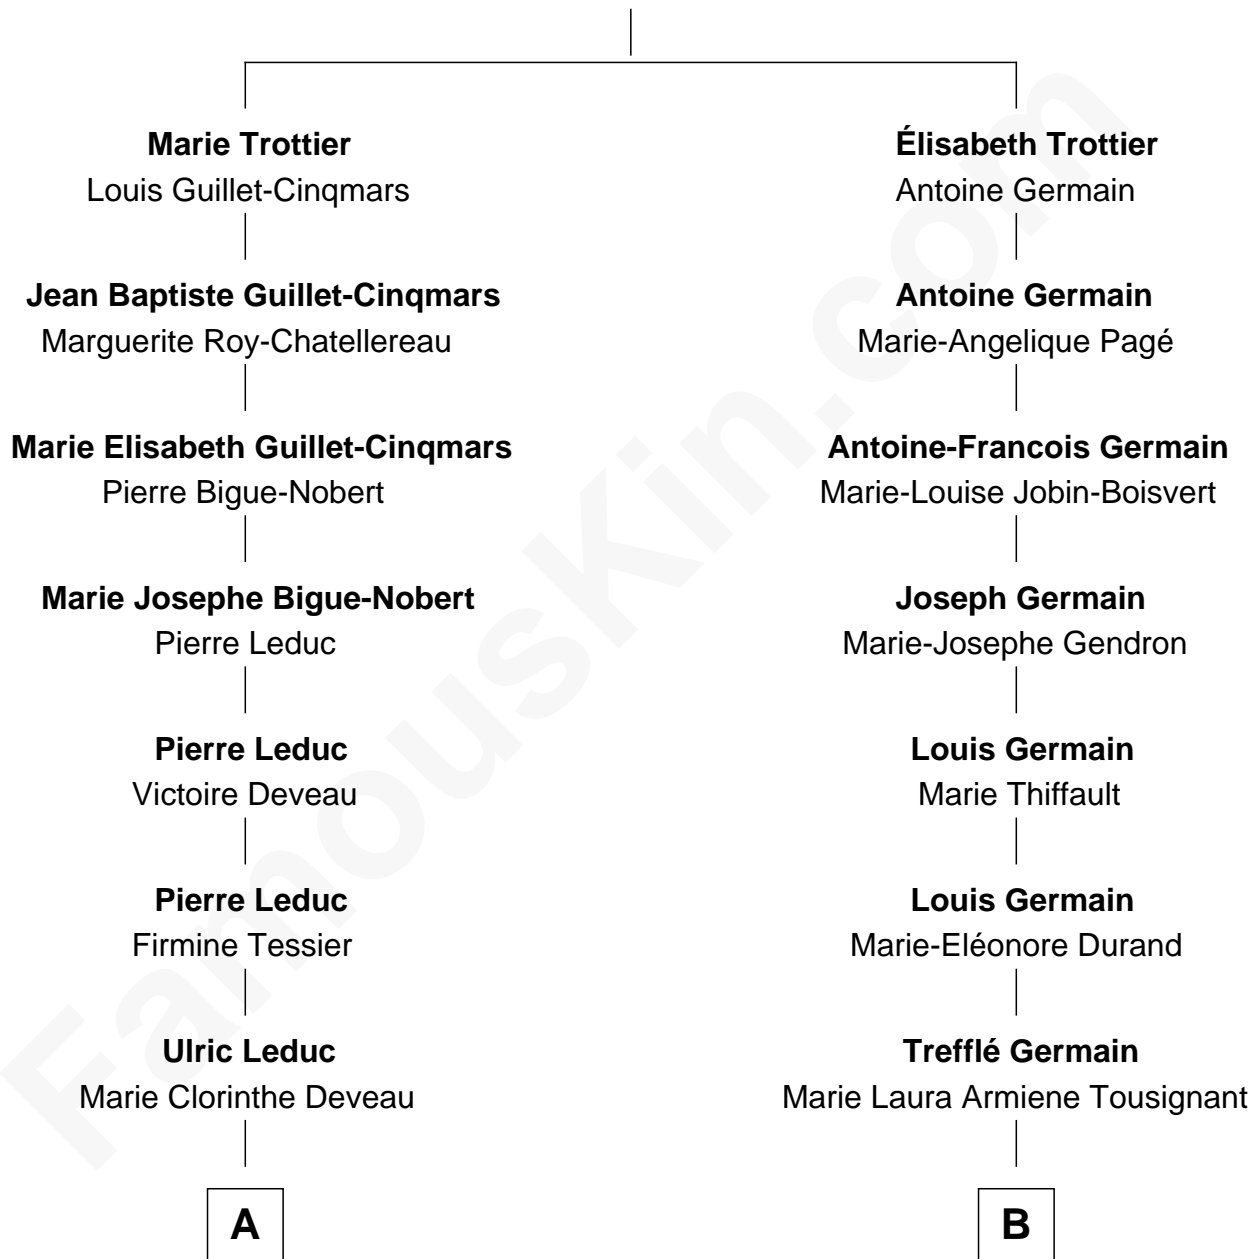 Marie Trottier
Louis Guillet-Cinqmars
Jean Baptiste Guillet-Cinqmars
Marguerite Roy-Chatellereau
Marie Elisabeth Guillet-Cinqmars
Pierre Bigue-Nobert
Marie Josephe Bigue-Nobert
Pierre Leduc
Pierre Leduc
Victoire Deveau
Pierre Leduc
Firmine Tessier
Ulric Leduc
Marie Clorinthe Deveau
A
Élisabeth Trottier
Antoine Germain
Antoine Germain
Marie-Angelique Pagé
Antoine-Francois Germain
Marie-Louise Jobin-Boisvert
Joseph Germain
Marie-Josephe Gendron
Louis Germain
Marie Thiffault
Louis Germain
Marie-Eléonore Durand
Trefflé Germain
Marie Laura Armiene Tousignant
B
FamousKin.com